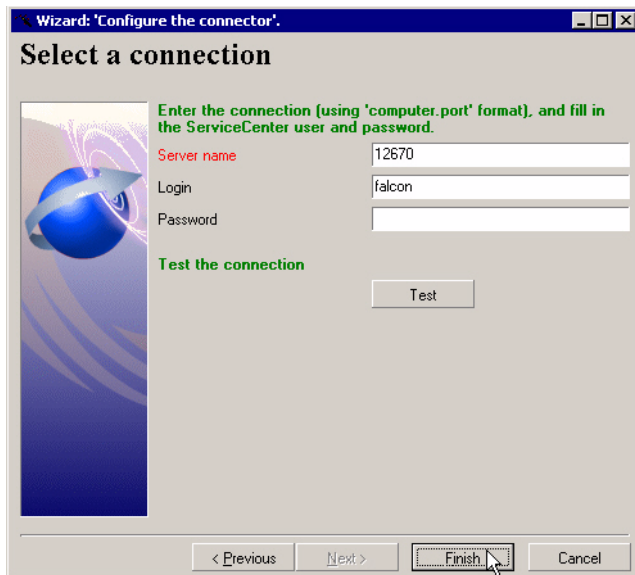 Wizard: 'Configure the connector'.
Select a connection
Enter the connection (using 'computer.port' format), and fill in
the ServiceCenter user and password.
Server name
12670
Login
falcon
Password
Test the connection
Test
< Previous
Next >
Finish
Cancel